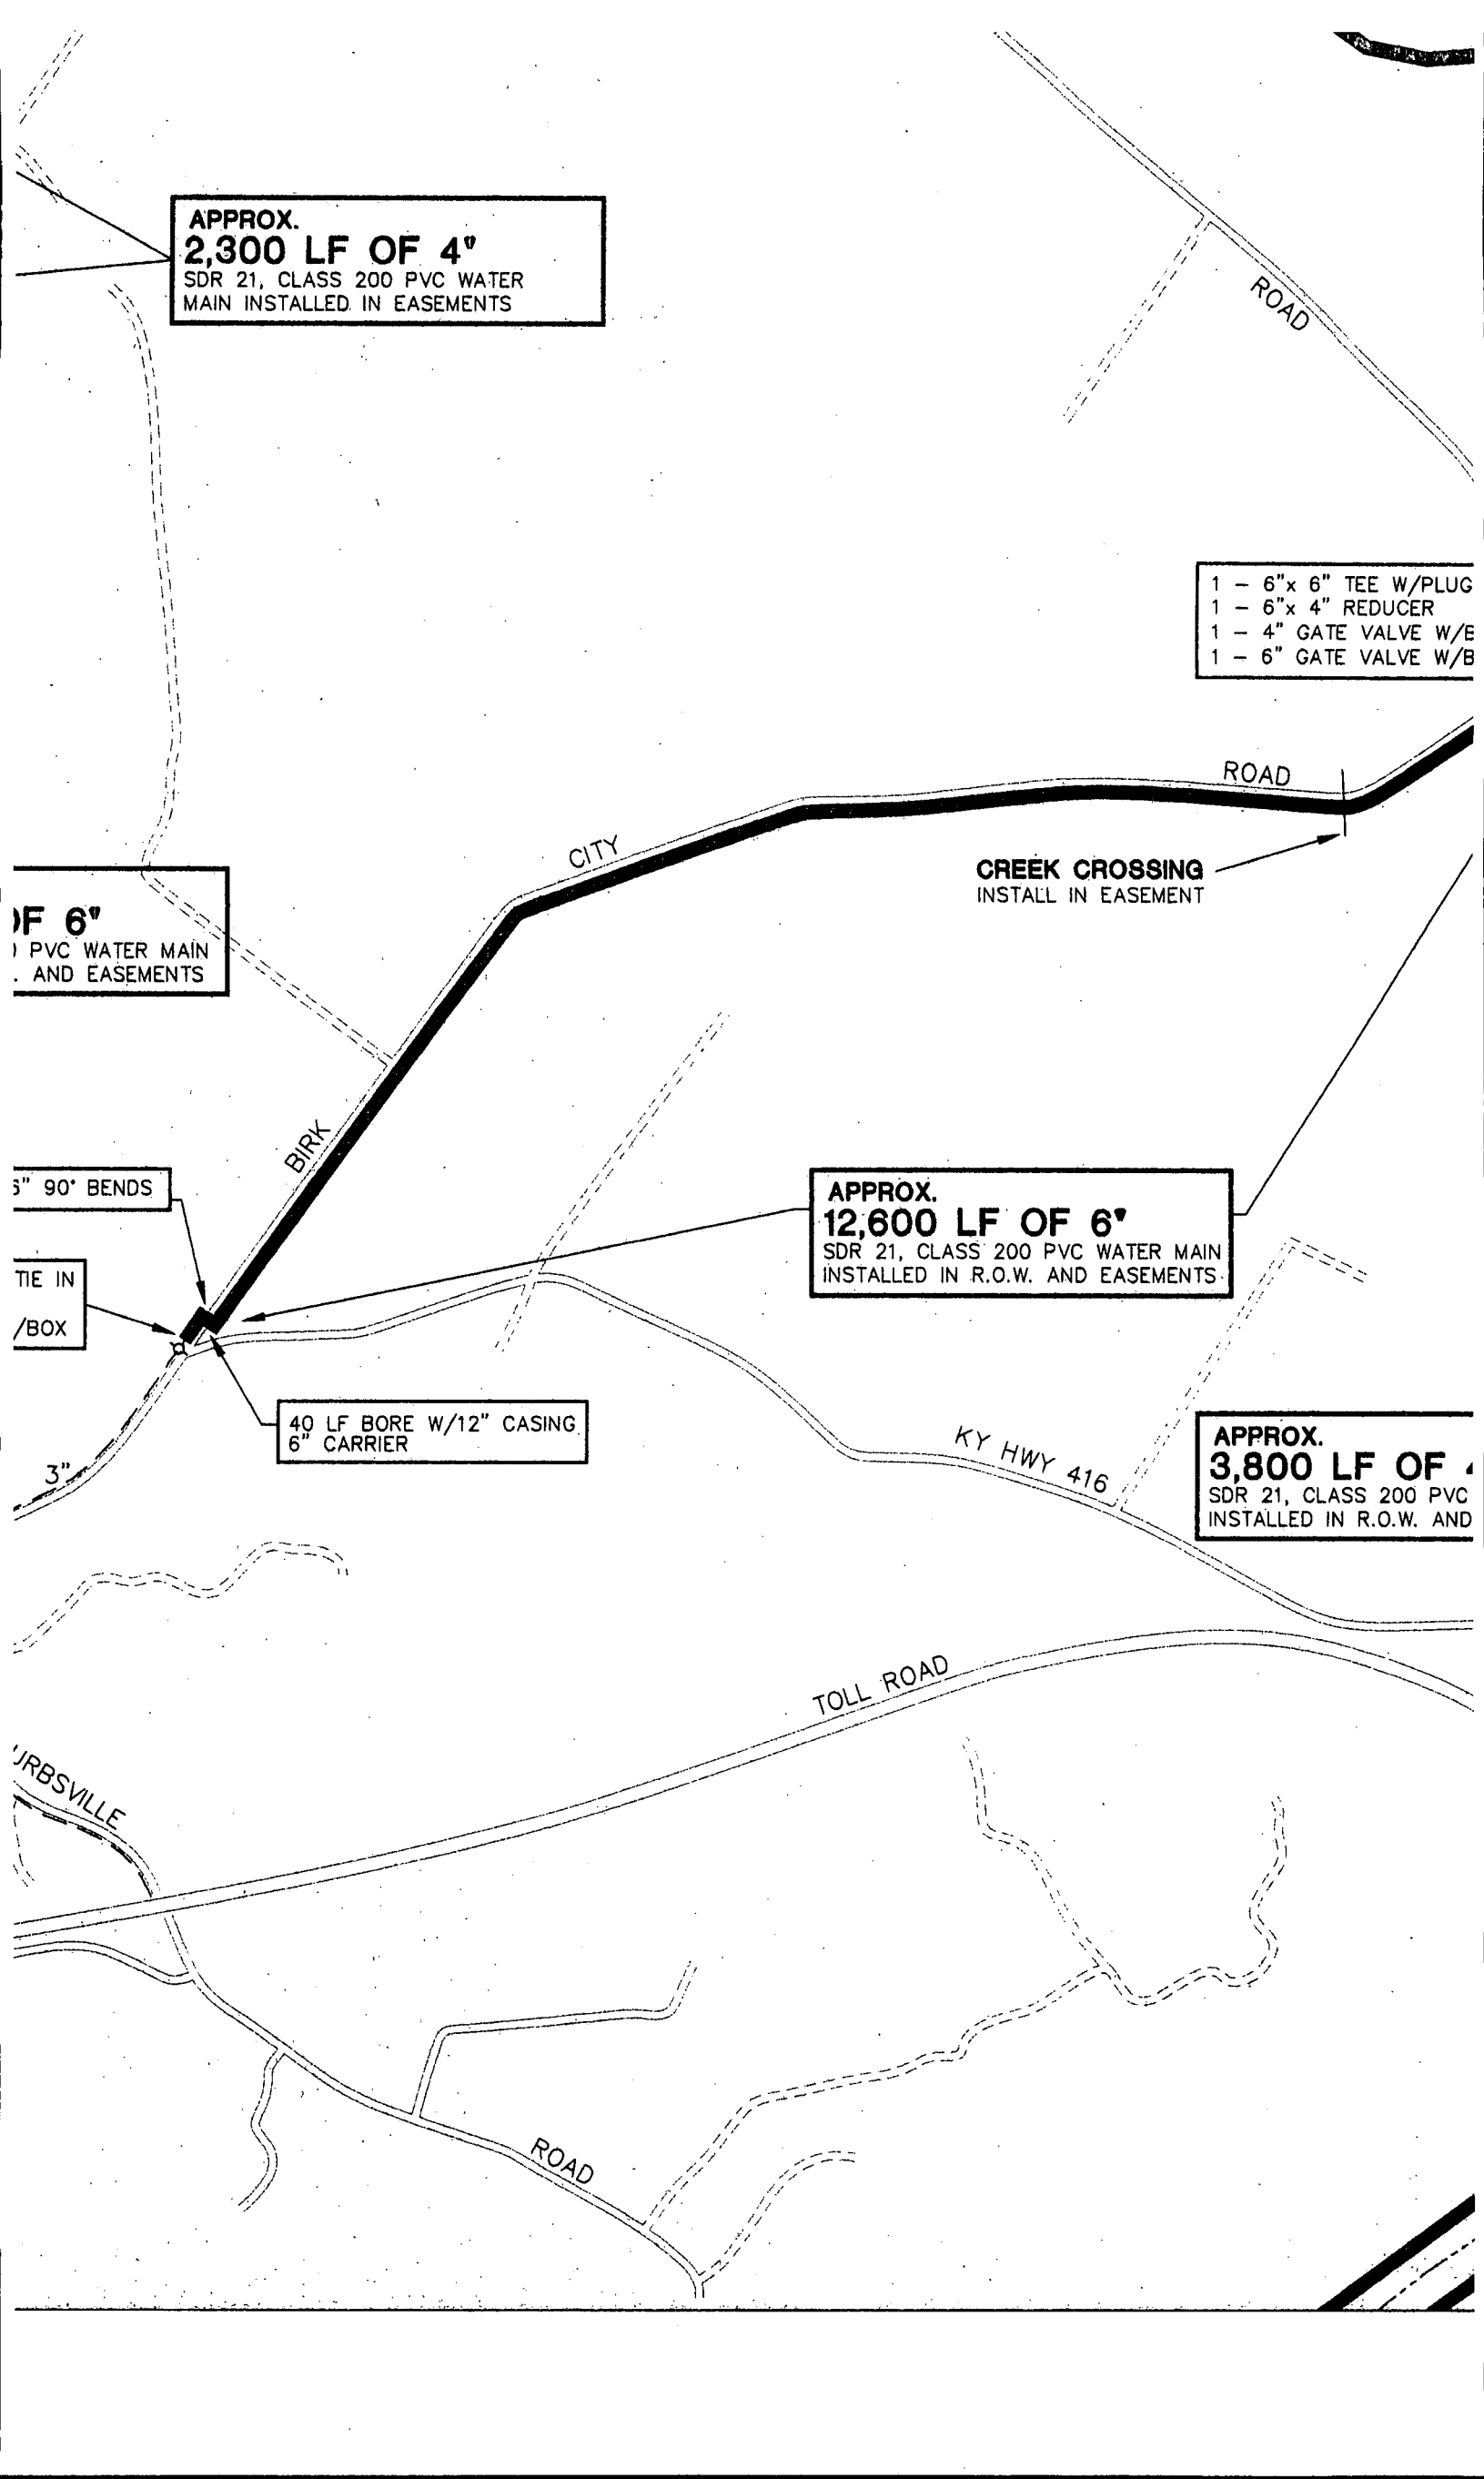 APPROX.
2,300 LF OF 4"
SDR 21, CLASS 200 PVC WATER
MAIN INSTALLED IN EASEMENTS
ROAD
1 – 6"x 6" TEE W/PLUG
1 – 6"x 4" REDUCER
1 – 4" GATE VALVE
1 – 6" GATE VALVE
ROAD
CITY
CREEK CROSSING
INSTALL IN EASEMENT
6"
PVC WATER MAIN
AND EASEMENTS
BIRK
90° BENDS
APPROX.
12,600 LF OF 6"
SDR 21, CLASS 200 PVC WATER MAIN
INSTALLED IN R.O.W. AND EASEMENTS
TIE IN
/BOX
40 LF BORE W/12" CASING
6" CARRIER
3"
KY HWY 416
APPROX.
3,800 LF OF
SDR 21, CLASS 200 PVC
INSTALLED IN R.O.W. AND
TOLL ROAD
URBSVILLE
ROAD